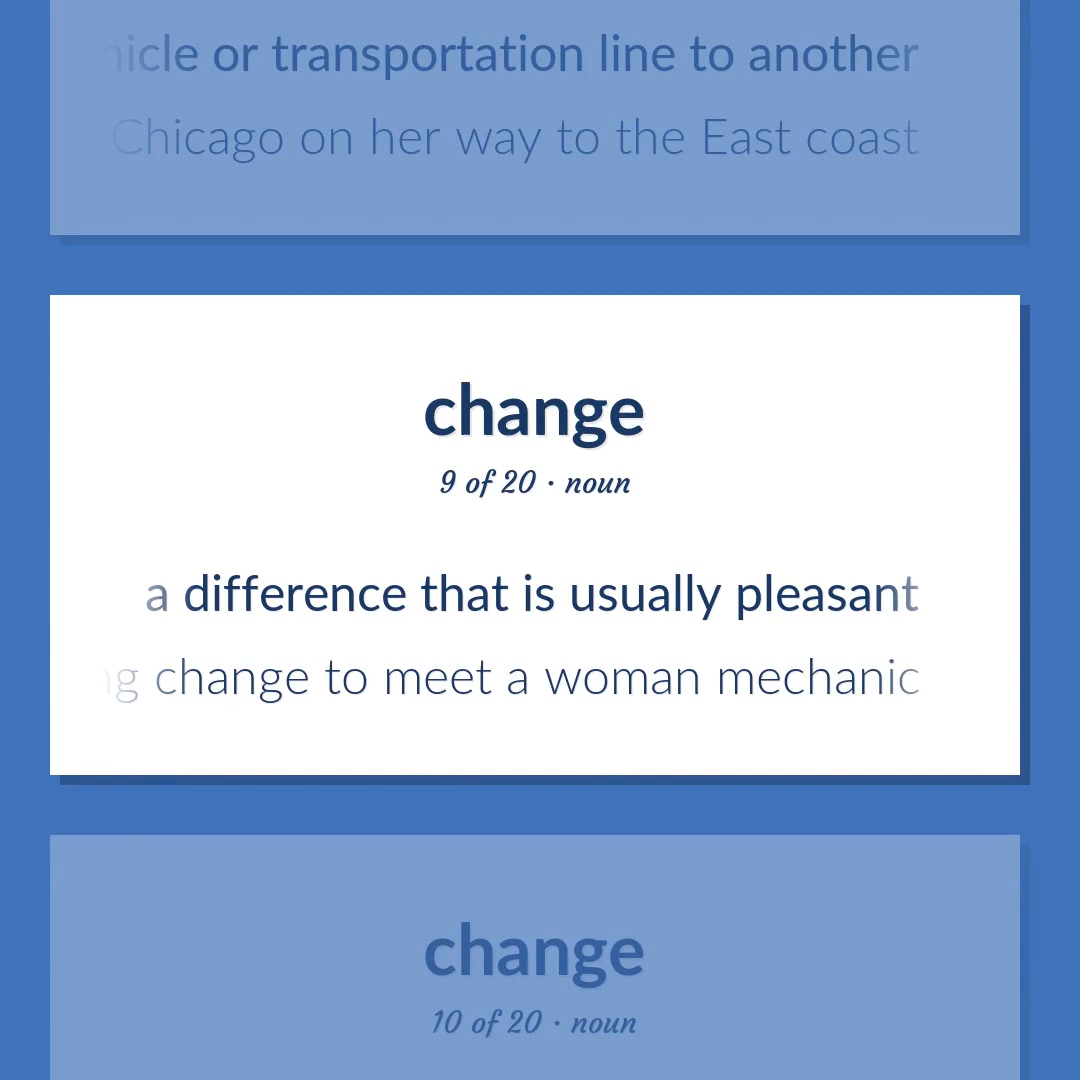 or transportation line to another
Chicago on her way to the East coast
change
9 of 20 · noun
a difference that is usually pleasant
change to meet a woman mechanic
change
10 of 20 · noun